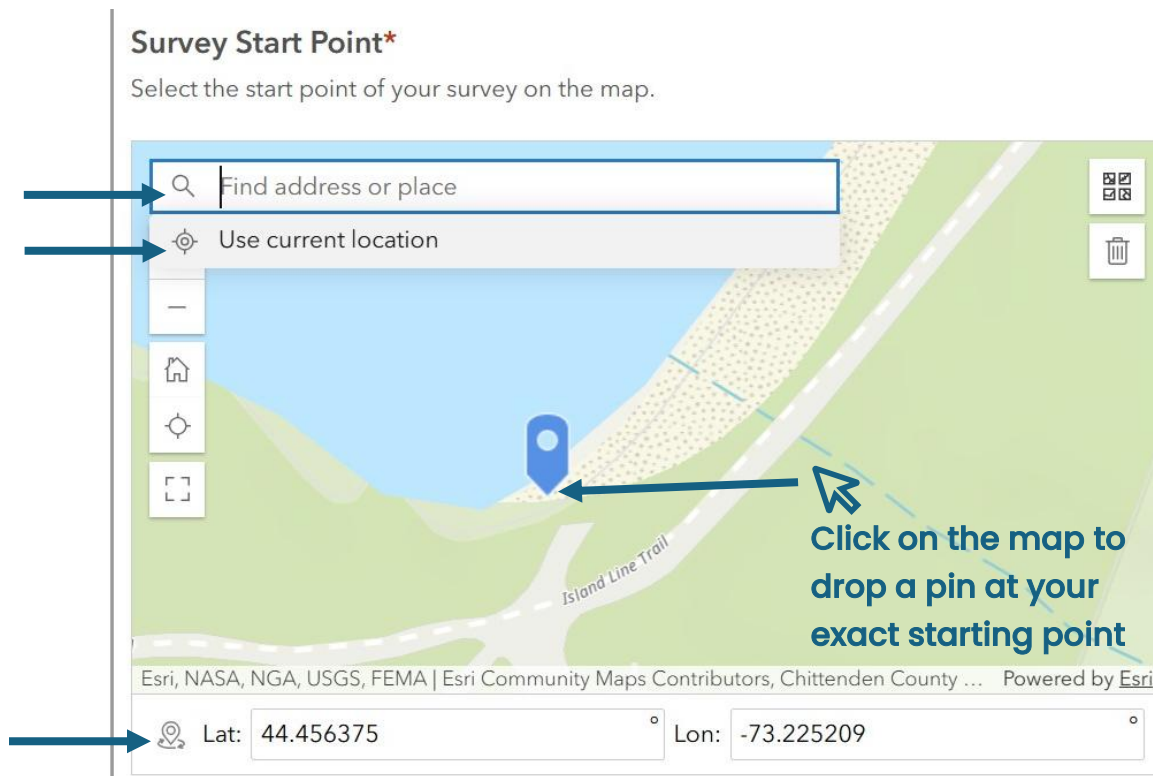 Survey Start Point*
Select the start point of your survey on the map.
Find address or place
Use current location
Island Line Trail
Click on the map to
drop a pin at your
exact starting point
Esri, NASA, NGA, USGS, FEMA | Esri Community Maps Contributors, Chittenden County ... Powered by Esri
Lat: 44.456375 ° Lon: -73.225209 °